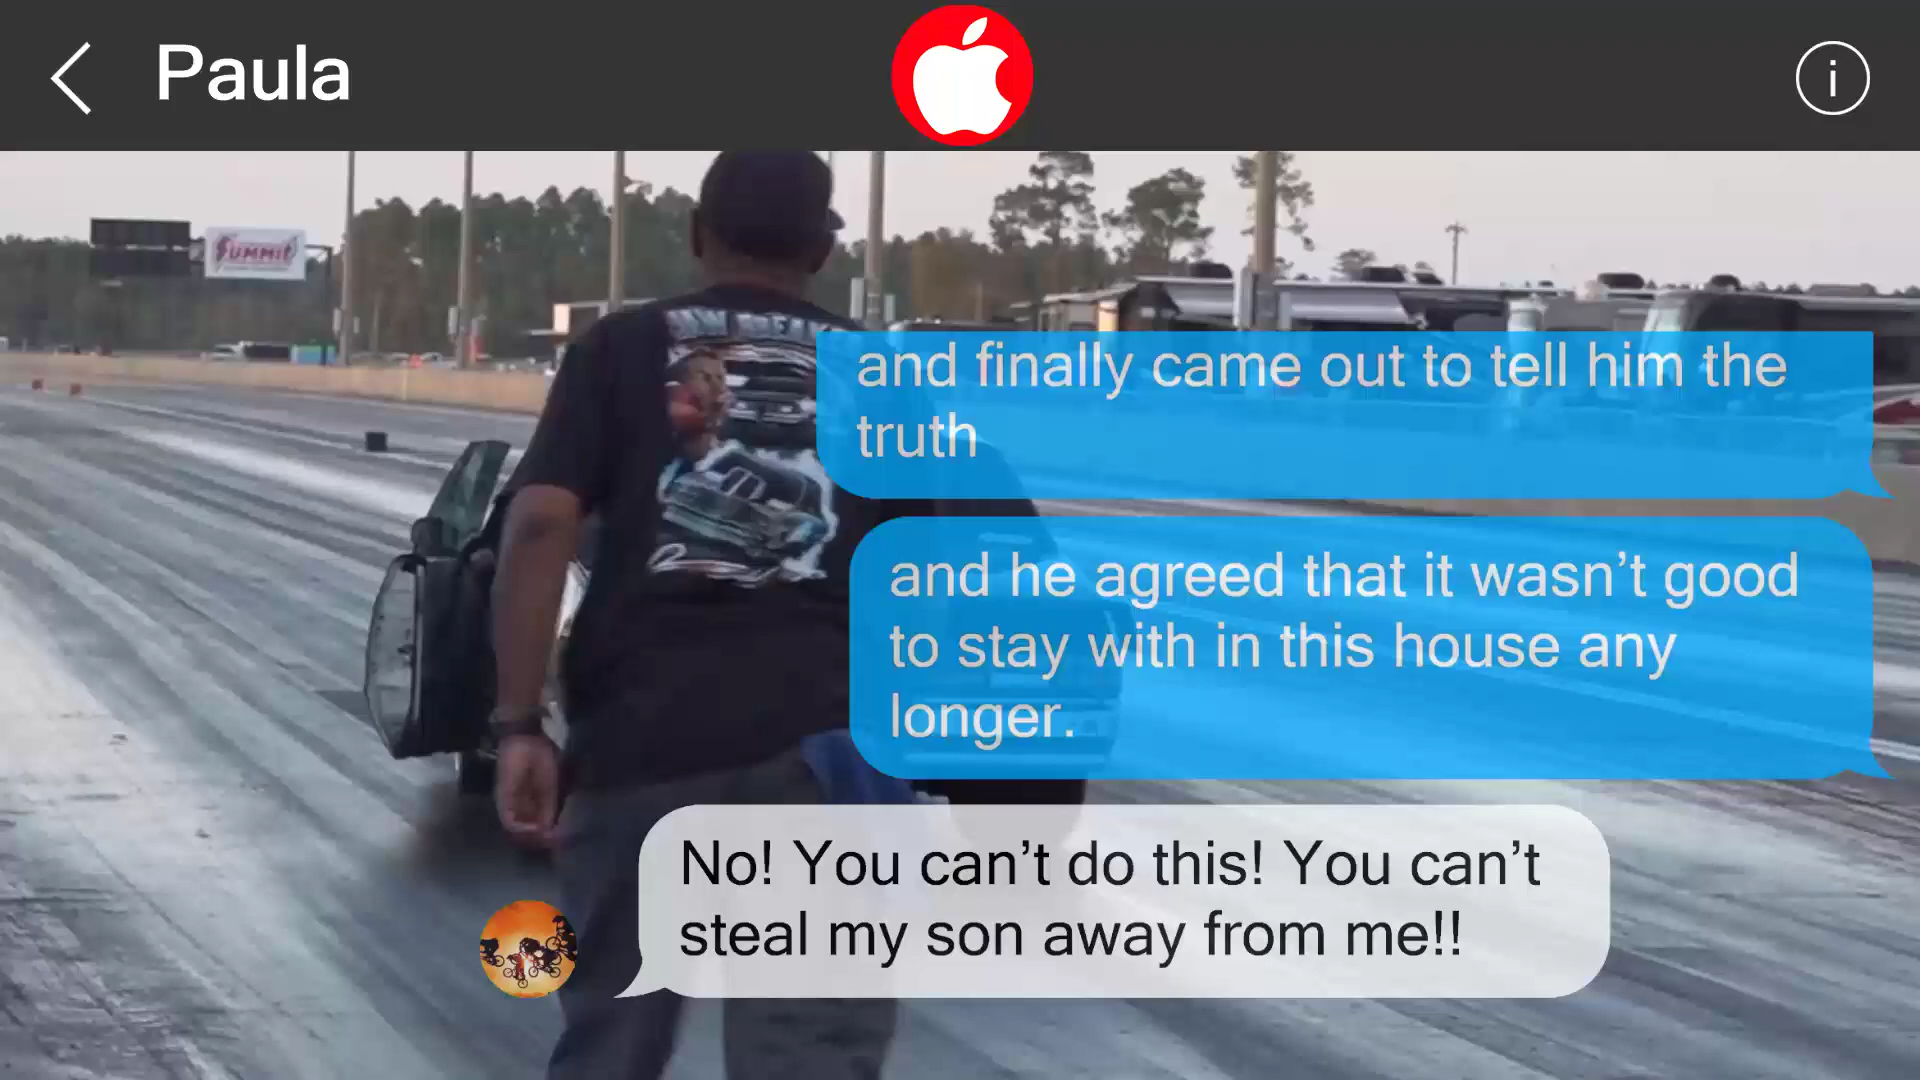 Paula
i
SUMMIT
and finally came out to tell him the
truth
and he agreed that it wasn’t good
to stay with in this house any
longer.
No! You can’t do this! You can’t
steal my son away from me!!